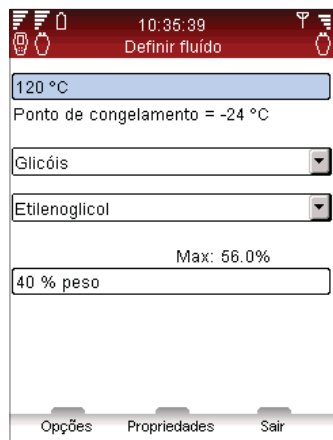 10:35:39
Definir fluído
120 °C
Ponto de congelamento = -24 °C
Glicóis
Etilenoglicol
Max: 56.0%
40 % peso
Opções Propriedades Sair